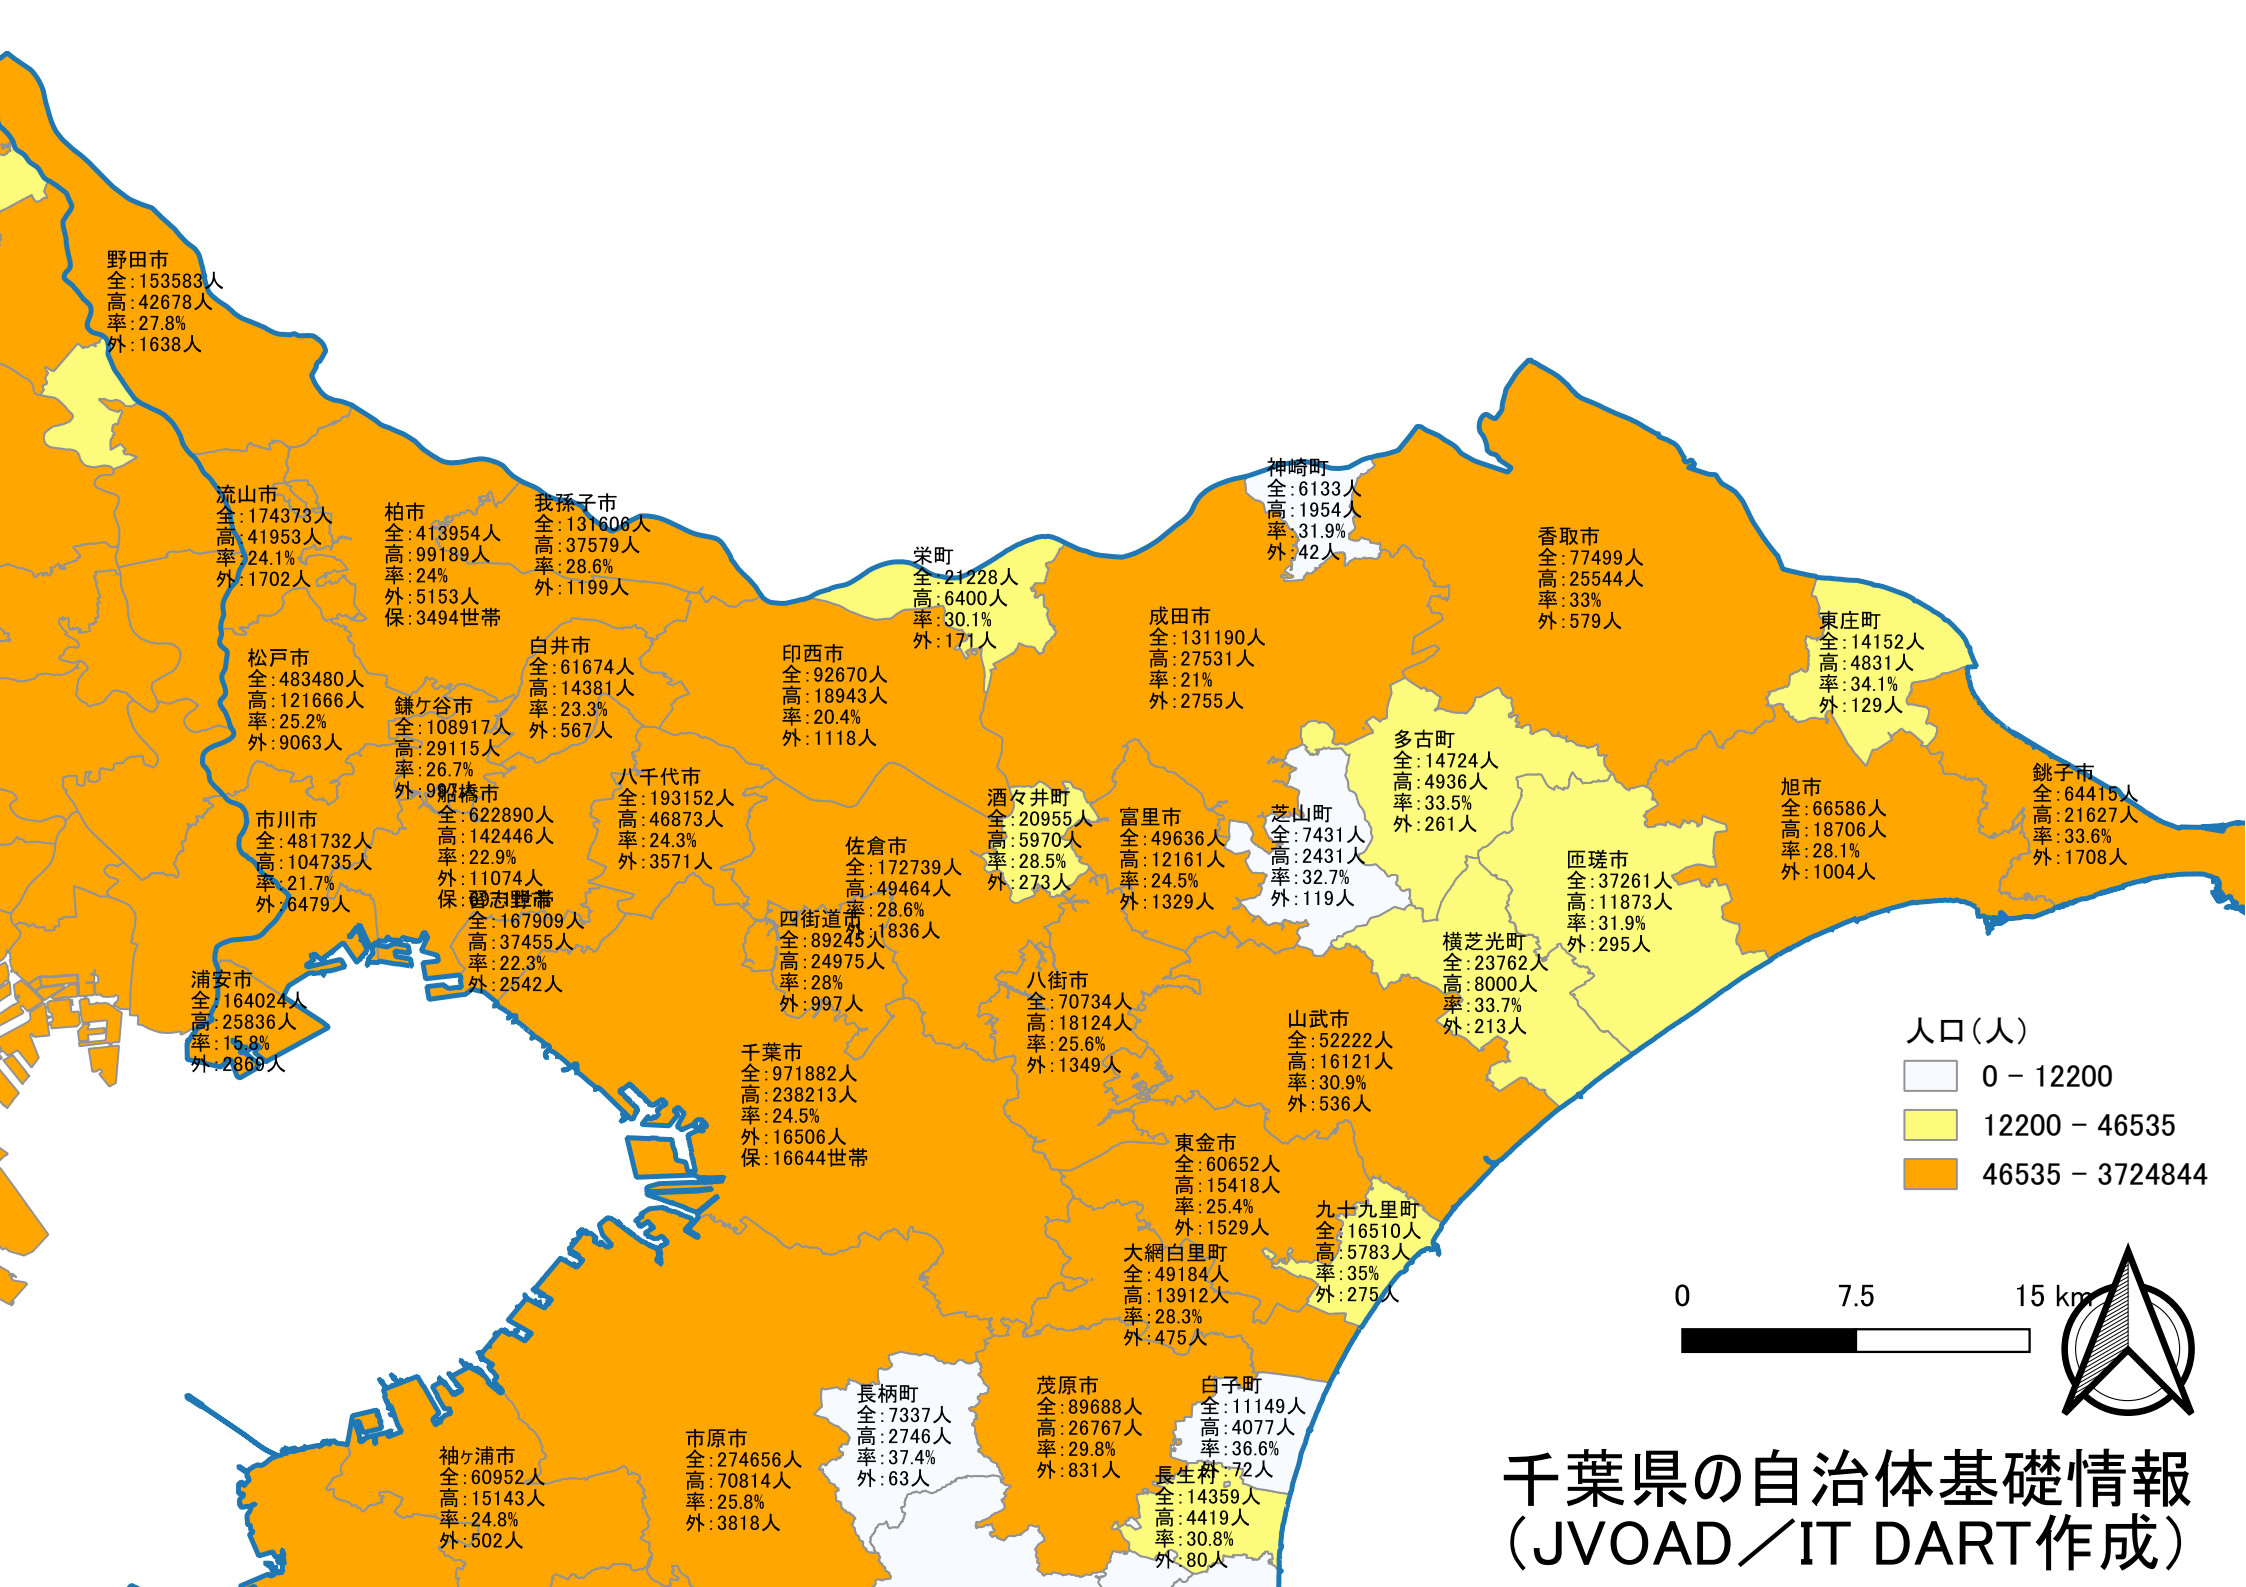 野田市
全:153583人
高:42678人
率:27.8%
外:1638人
流山市
全:174373人
高:41953人
率:24.1%
外:1702人
柏市
全:413954人
高:99189人
率:24%
外:5153人
保:3494世帯
我孫子市
全:131606人
高:37579人
率:28.6%
外:1199人
松戸市
全:483480人
高:121666人
率:25.2%
外:9063人
鎌ケ谷市
全:108917人
高:29115人
率:26.7%
白井市
全:61674人
高:14381人
率:23.3%
外:567人
印西市
全:92670人
高:18943人
率:20.4%
外:1118人
栄町
全:21228人
高:6400人
率:30.1%
外:171人
成田市
全:131190人
高:27531人
率:21%
外:2755人
神崎町
全:6133人
高:1954人
率:31.9%
外:42人
香取市
全:77499人
高:25544人
率:33%
外:579人
東庄町
全:14152人
高:4831人
率:34.1%
外:129人
銚子市
全:64415人
高:21627人
率:33.6%
外:1708人
旭市
全:66586人
高:18706人
率:28.1%
外:1004人
多古町
全:14724人
高:4936人
率:33.5%
外:261人
匝瑳市
全:37261人
高:11873人
率:31.9%
外:295人
芝山町
全:7431人
高:2431人
率:32.7%
外:119人
横芝光町
全:23762人
高:8000人
率:33.7%
外:213人
富里市
全:49636人
高:12161人
率:24.5%
外:1329人
酒々井町
全:20955人
高:5970人
率:28.5%
外:273人
佐倉市
全:172739人
高:49464人
率:28.6%
外:1836人
八千代市
全:193152人
高:46873人
率:24.3%
外:3571人
船橋市
全:622890人
高:142446人
率:22.9%
外:11074人
市川市
全:481732人
高:104735人
率:21.7%
外:6479人
習志野市
全:167909人
高:37455人
率:22.3%
外:2542人
四街道市
全:89245人
高:24975人
率:28%
外:997人
浦安市
全:164024人
高:25836人
率:15.8%
外:2869人
千葉市
全:971882人
高:238213人
率:24.5%
外:16506人
保:16644世帯
八街市
全:70734人
高:18124人
率:25.6%
外:1349人
山武市
全:52222人
高:16121人
率:30.9%
外:536人
東金市
全:60652人
高:15418人
率:25.4%
外:1529人
九十九里町
全:16510人
高:5783人
率:35%
外:275人
大網白里町
全:49184人
高:13912人
率:28.3%
外:475人
茂原市
全:89688人
高:26767人
率:29.8%
外:831人
白子町
全:11149人
高:4077人
率:36.6%
外:72人
長生村
全:14359人
高:4419人
率:30.8%
外:80人
長柄町
全:7337人
高:2746人
率:37.4%
外:63人
市原市
全:274656人
高:70814人
率:25.8%
外:3818人
袖ヶ浦市
全:60952人
高:15143人
率:24.8%
外:502人
人口(人)
0 - 12200
12200 - 46535
46535 - 3724844
0 7.5 15 km
千葉県の自治体基礎情報
(JVOAD／IT DART作成)